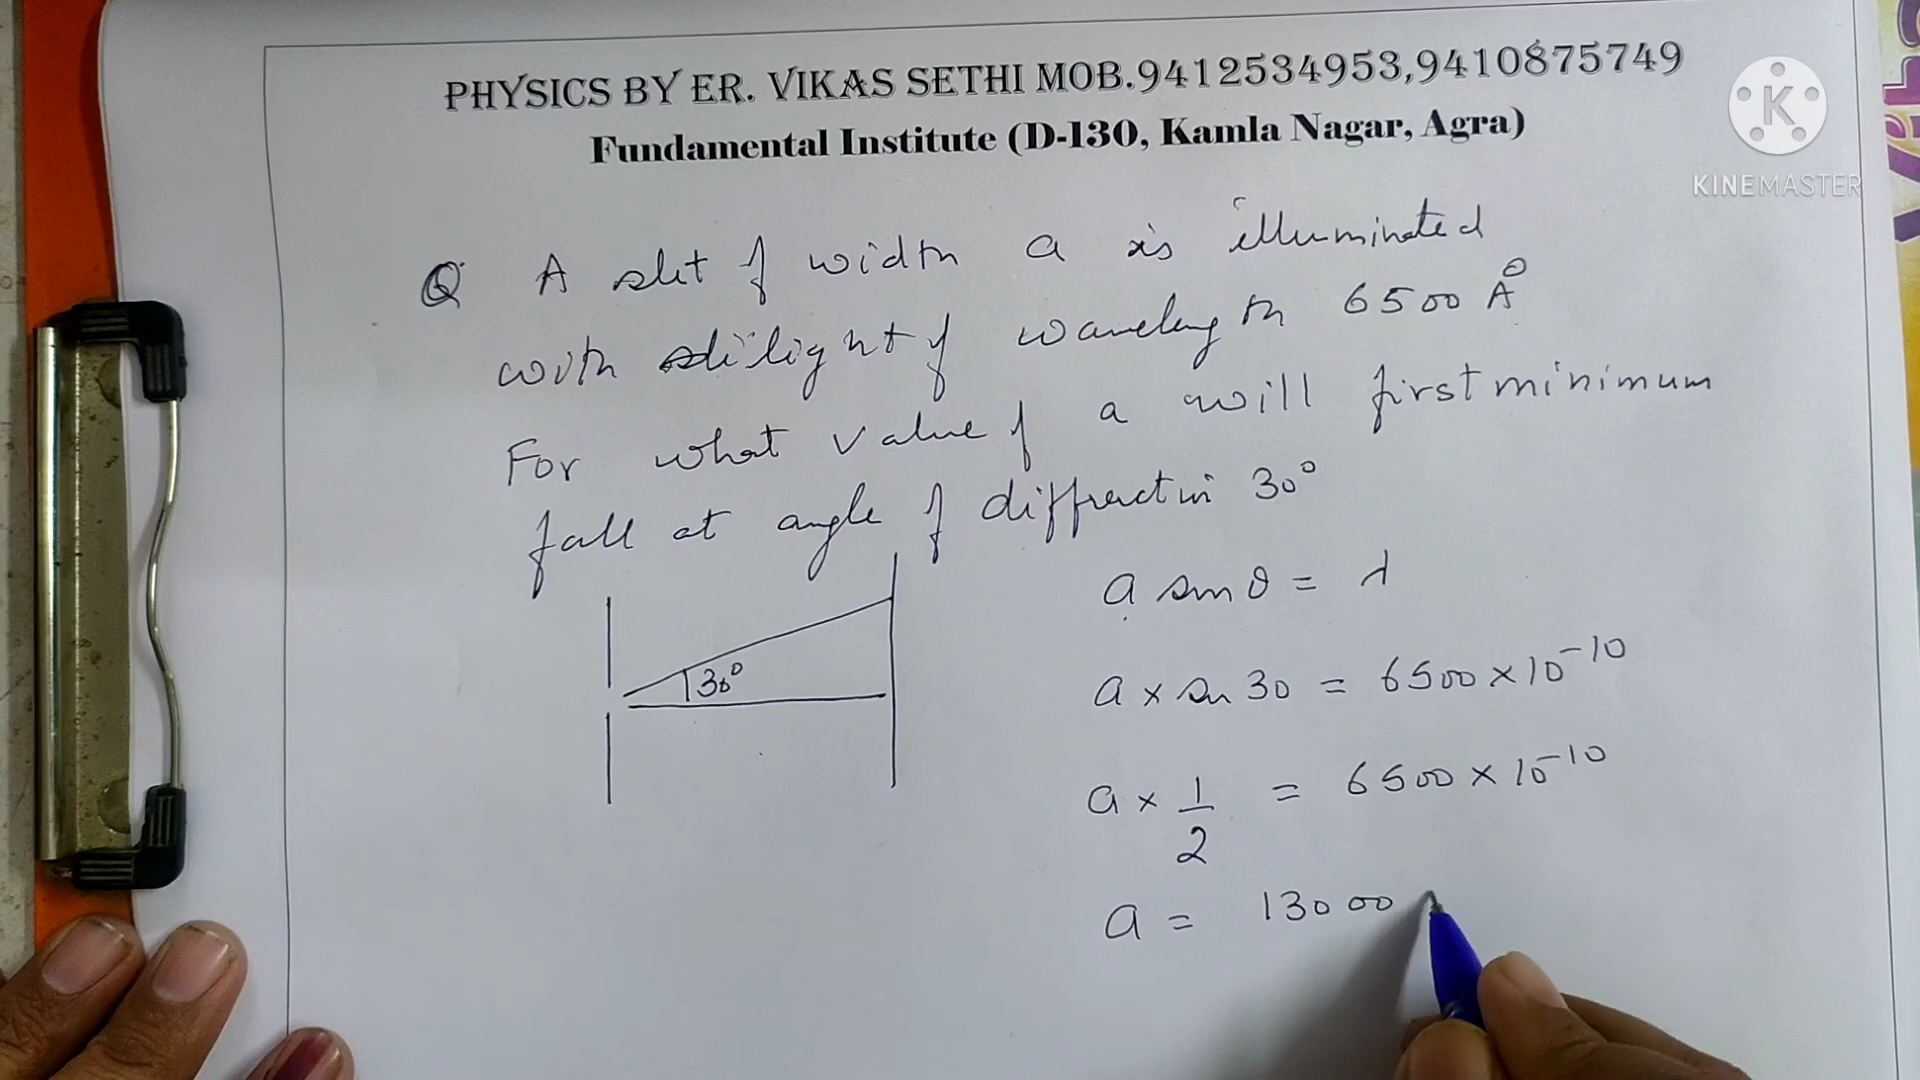 PHYSICS BY ER. VIKAS SETHI MOB.9412534953,9410875749
Fundamental Institute (D-130, Kamla Nagar, Agra)
K
KINEMASTER
Q A slit of width a is illuminated
with light of wavelength 6500 Å
For what value of a will first minimum
fall at angle of diffraction 30°
30°
a sin θ = λ
a × sin 30 = 6500 × 10⁻¹⁰
a × 1/2 = 6500 × 10⁻¹⁰
a = 13000